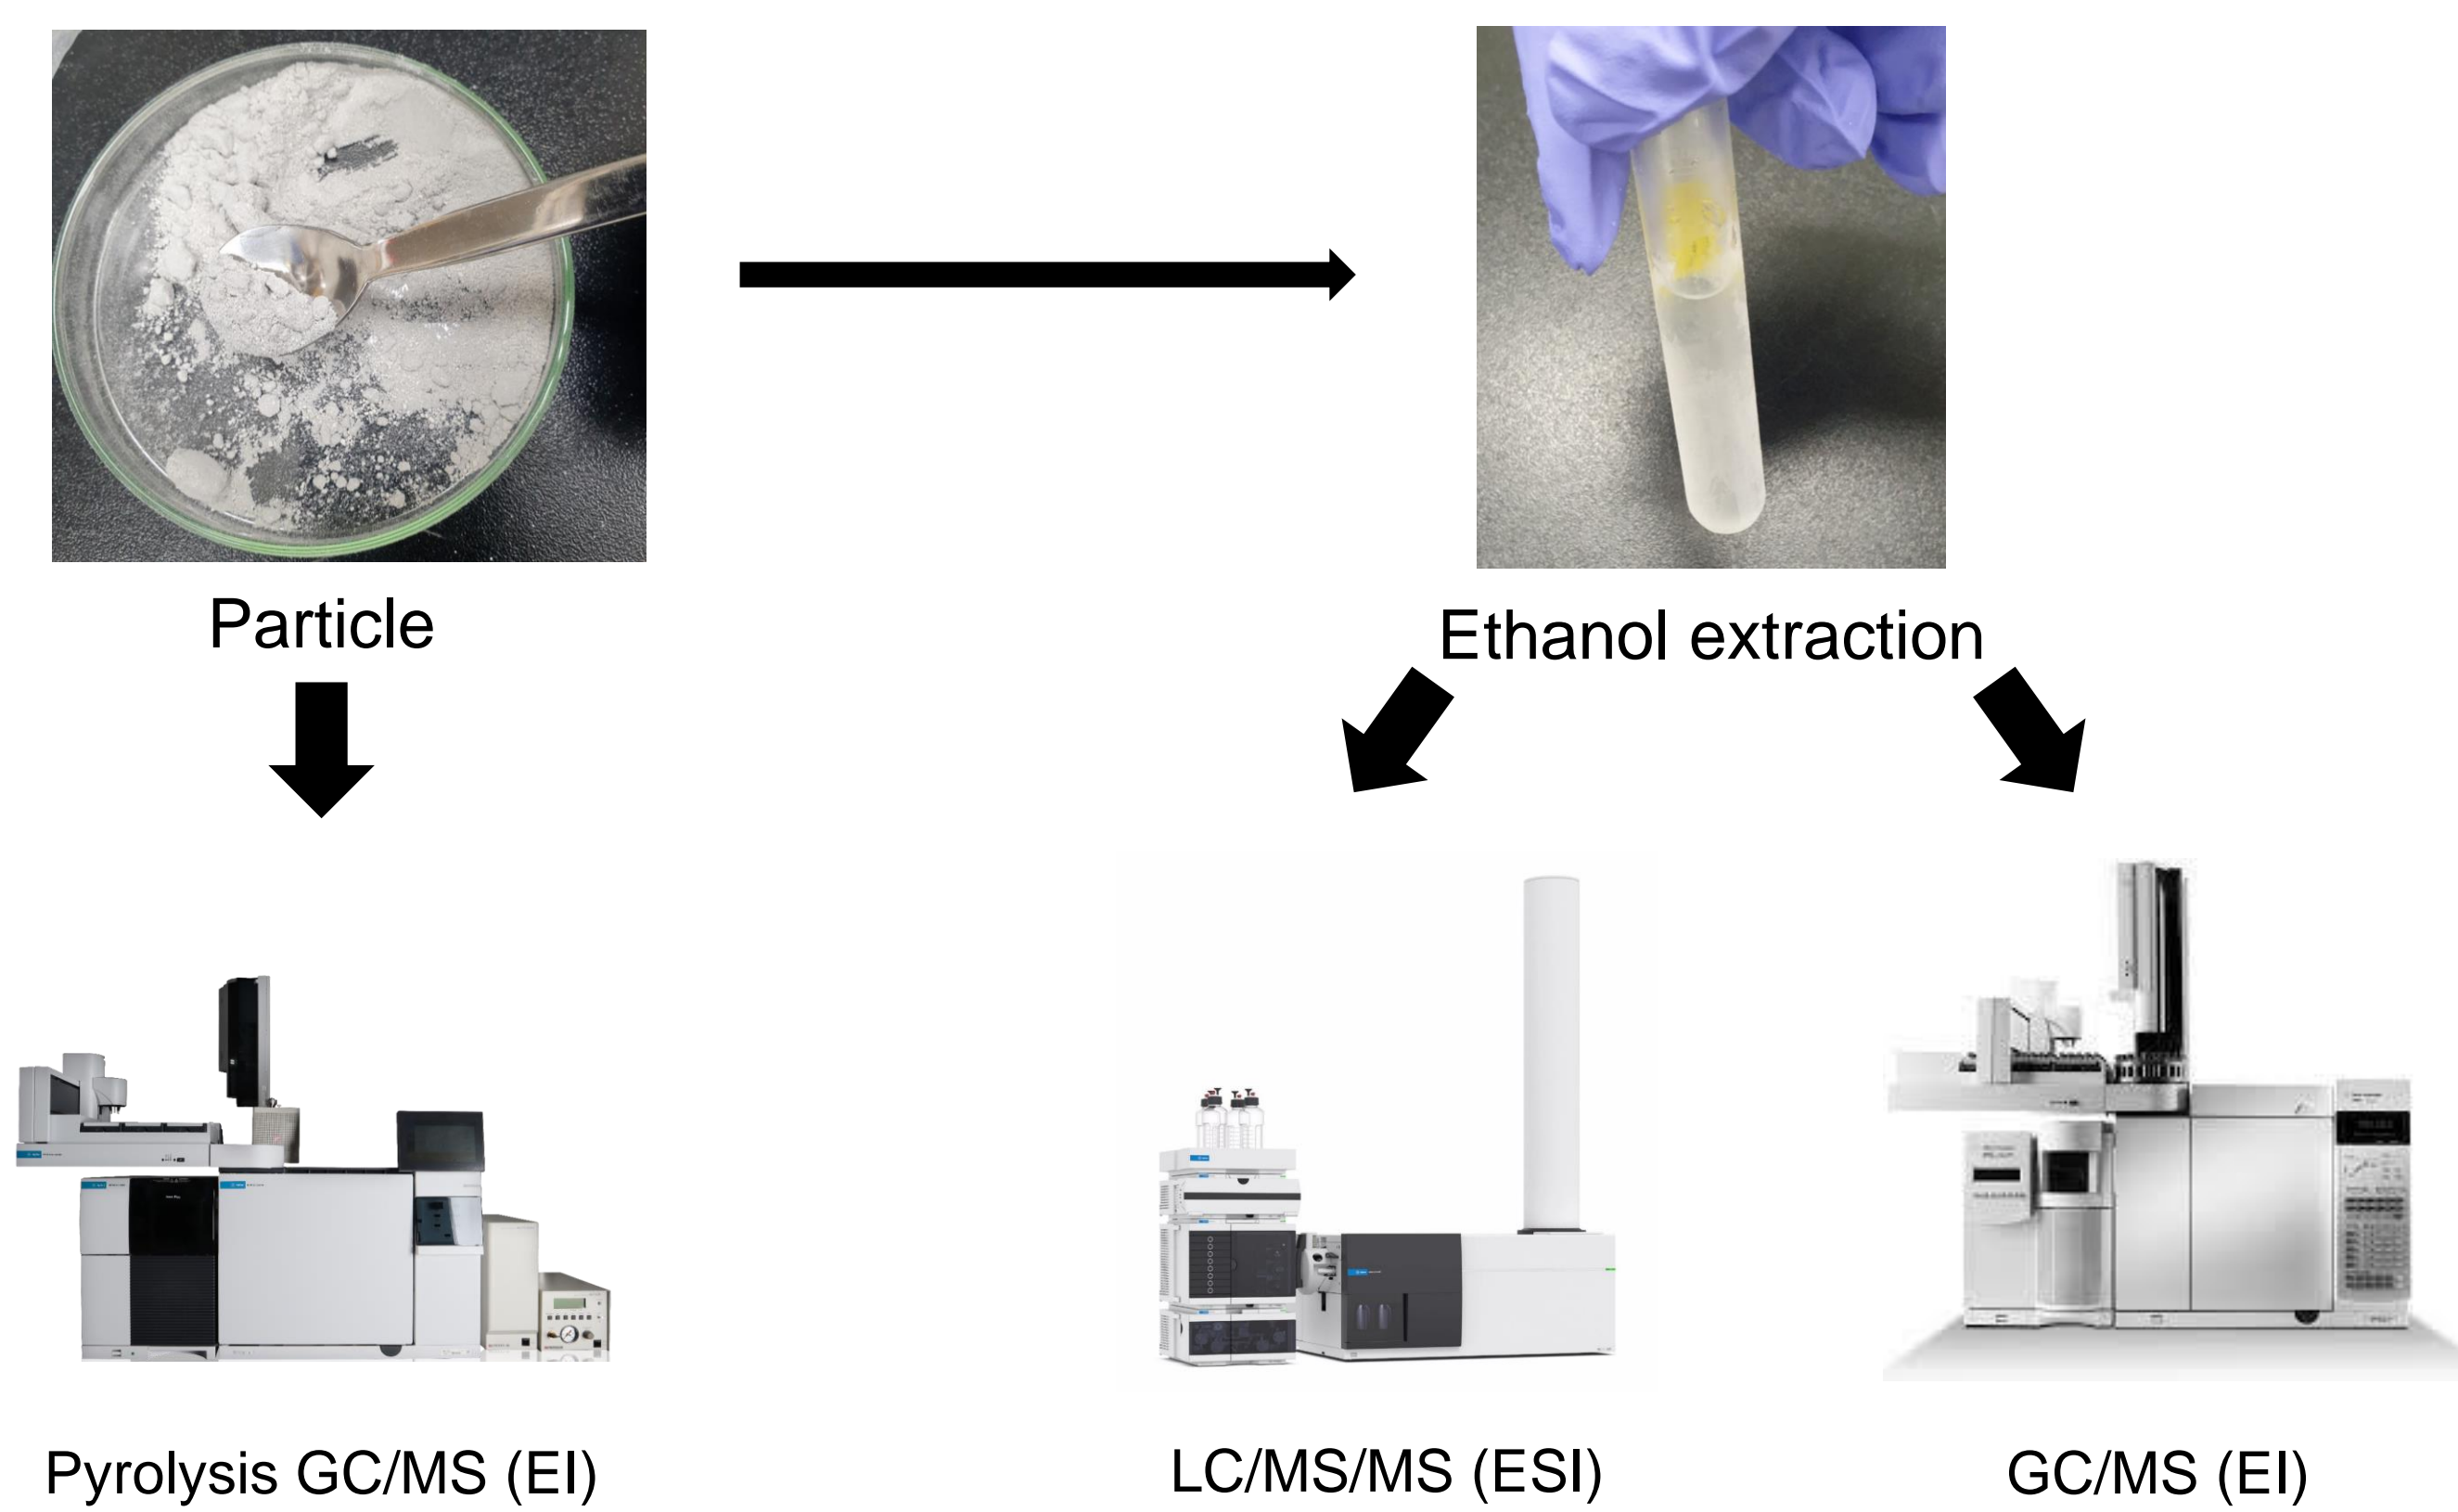 Particle
Ethanol extraction
Pyrolysis GC/MS (EI)
LC/MS/MS (ESI)
GC/MS (EI)